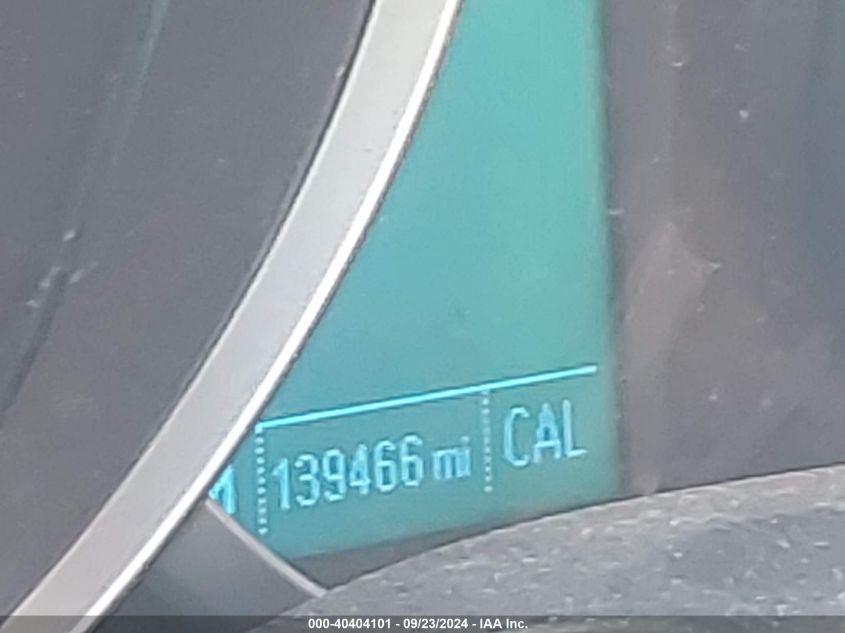 139466 mi CAL
000-40404101 - 09/23/2024 - IAA Inc.